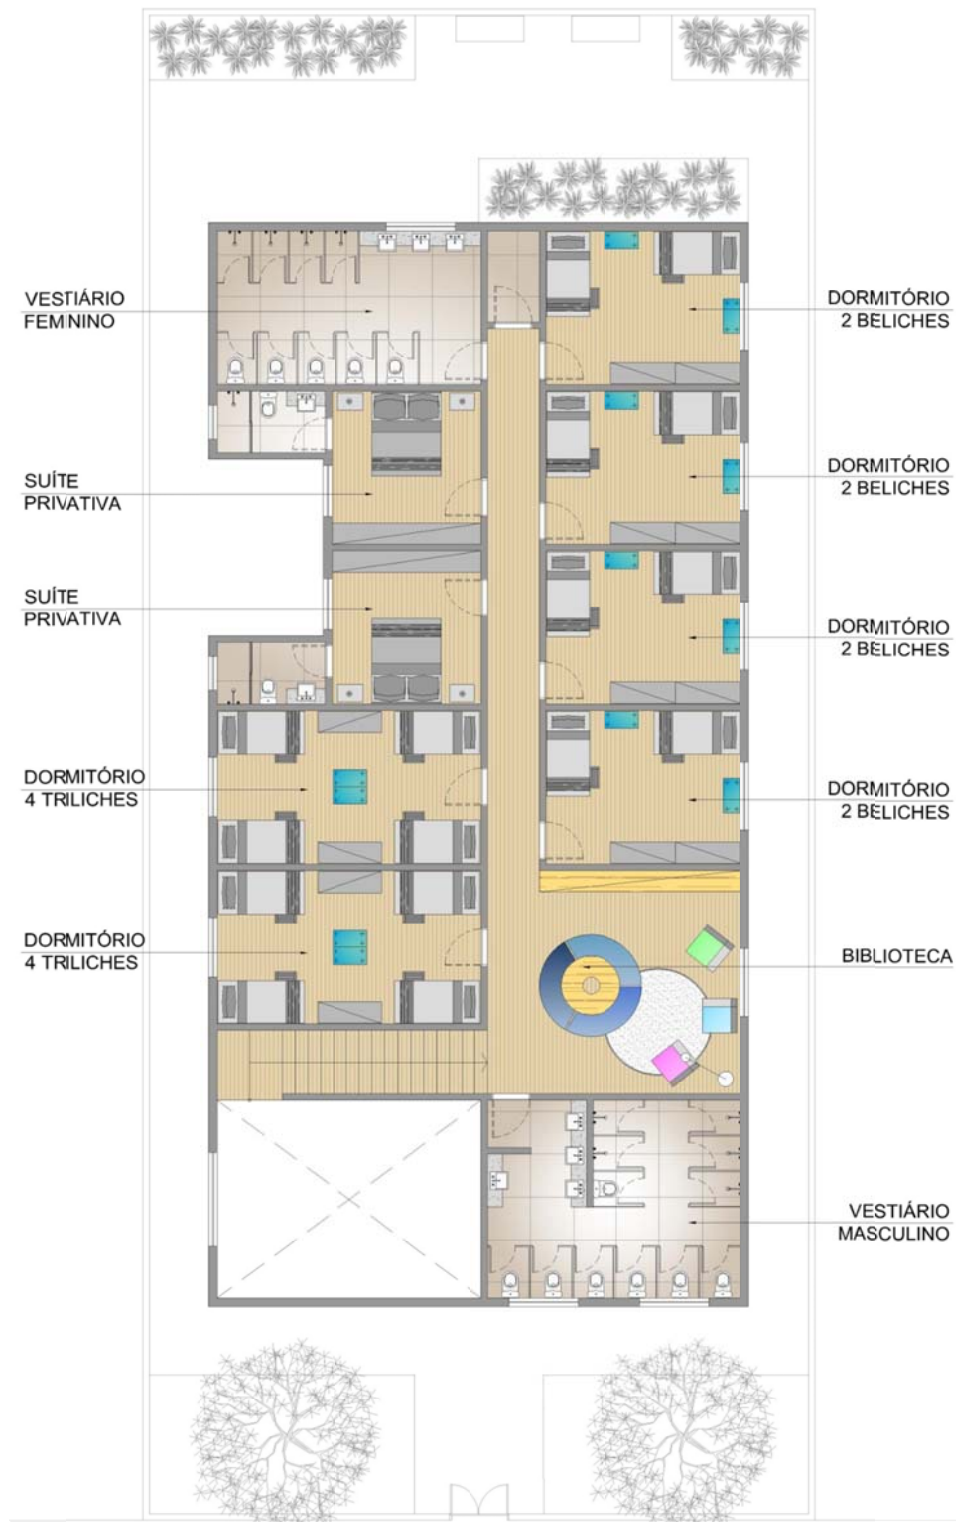 VESTIÁRIO
FEMININO
SUÍTE
PRIVATIVA
SUÍTE
PRIVATIVA
DORMITÓRIO
4 TRILICHES
DORMITÓRIO
4 TRILICHES
DORMITÓRIO
2 BELICHES
DORMITÓRIO
2 BELICHES
DORMITÓRIO
2 BELICHES
DORMITÓRIO
2 BELICHES
BIBLIOTECA
VESTIÁRIO
MASCULINO